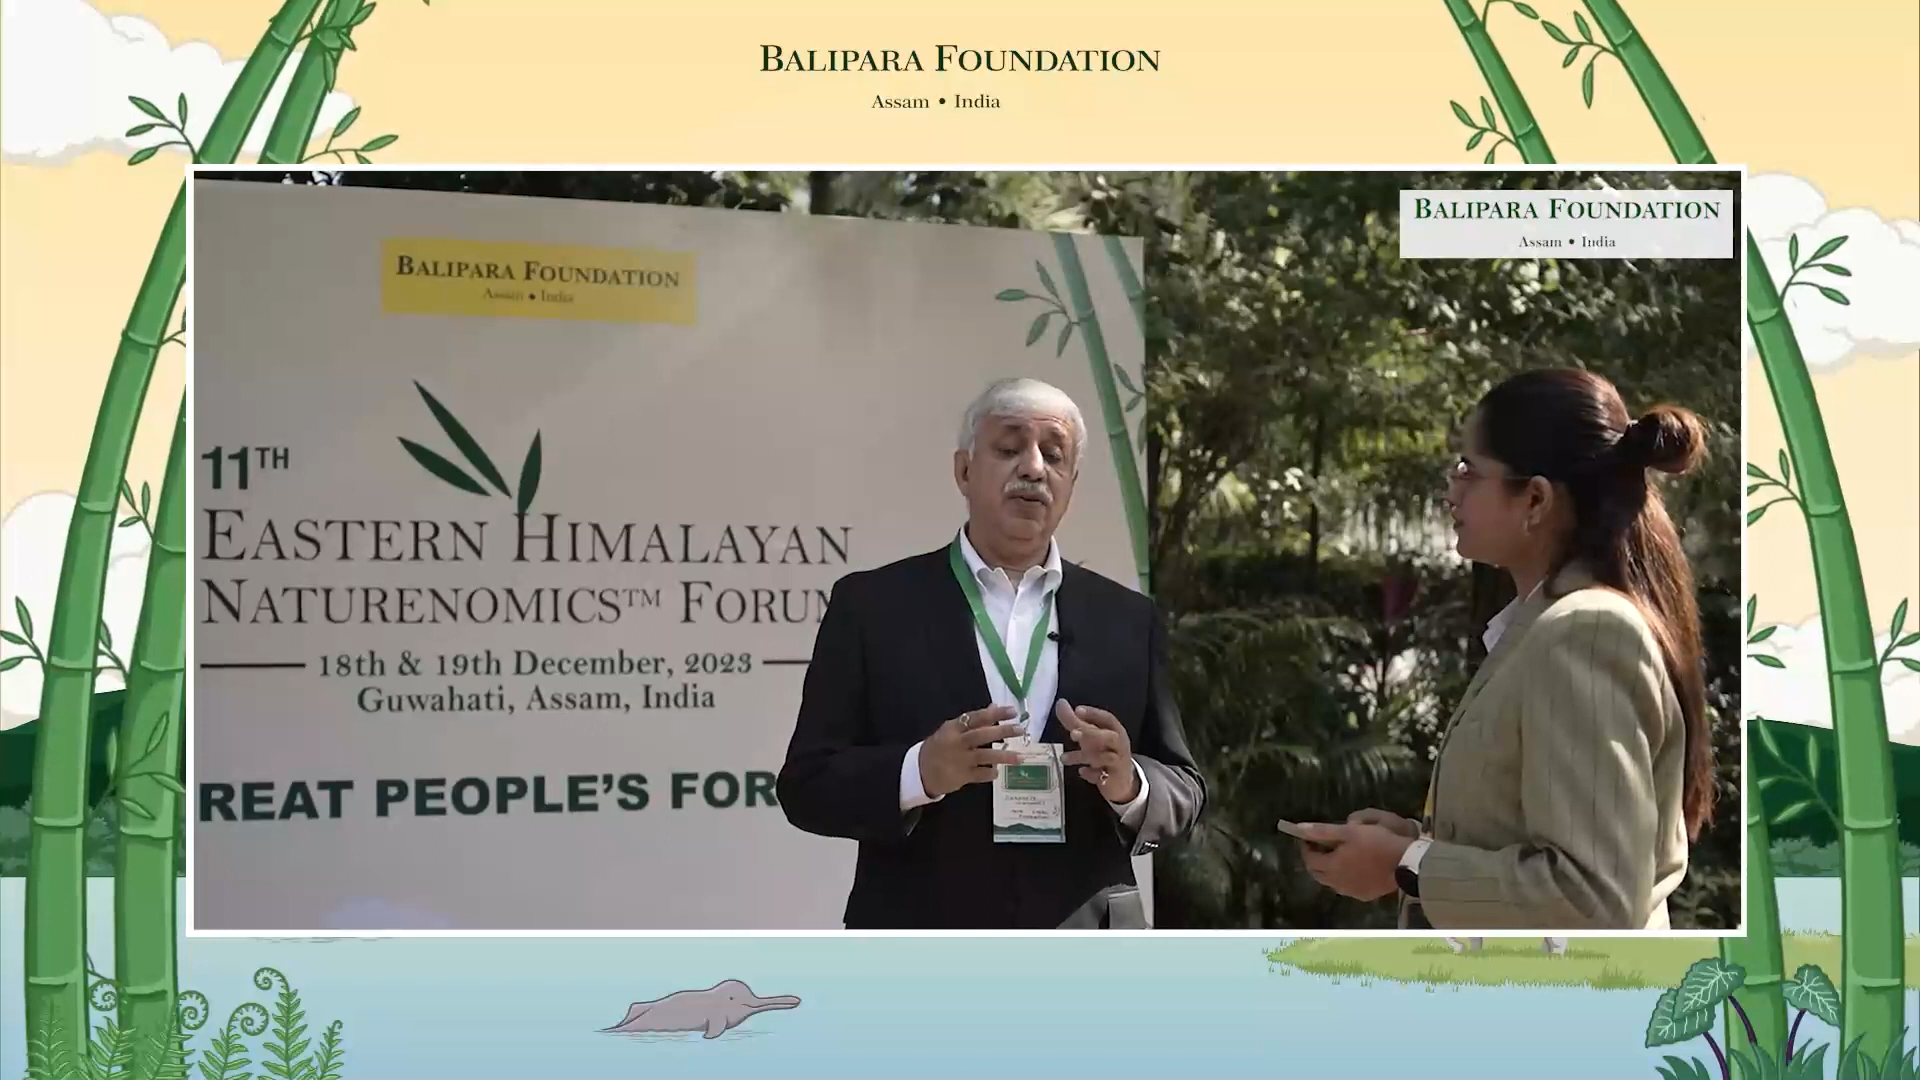 BALIPARA FOUNDATION
Assam • India
BALIPARA FOUNDATION
Assam • India
BALIPARA FOUNDATION
Assam • India
11TH
EASTERN HIMALAYAN
NATURENOMICS™ FORUM
18th & 19th December, 2023
Guwahati, Assam, India
REAT PEOPLE'S FOR